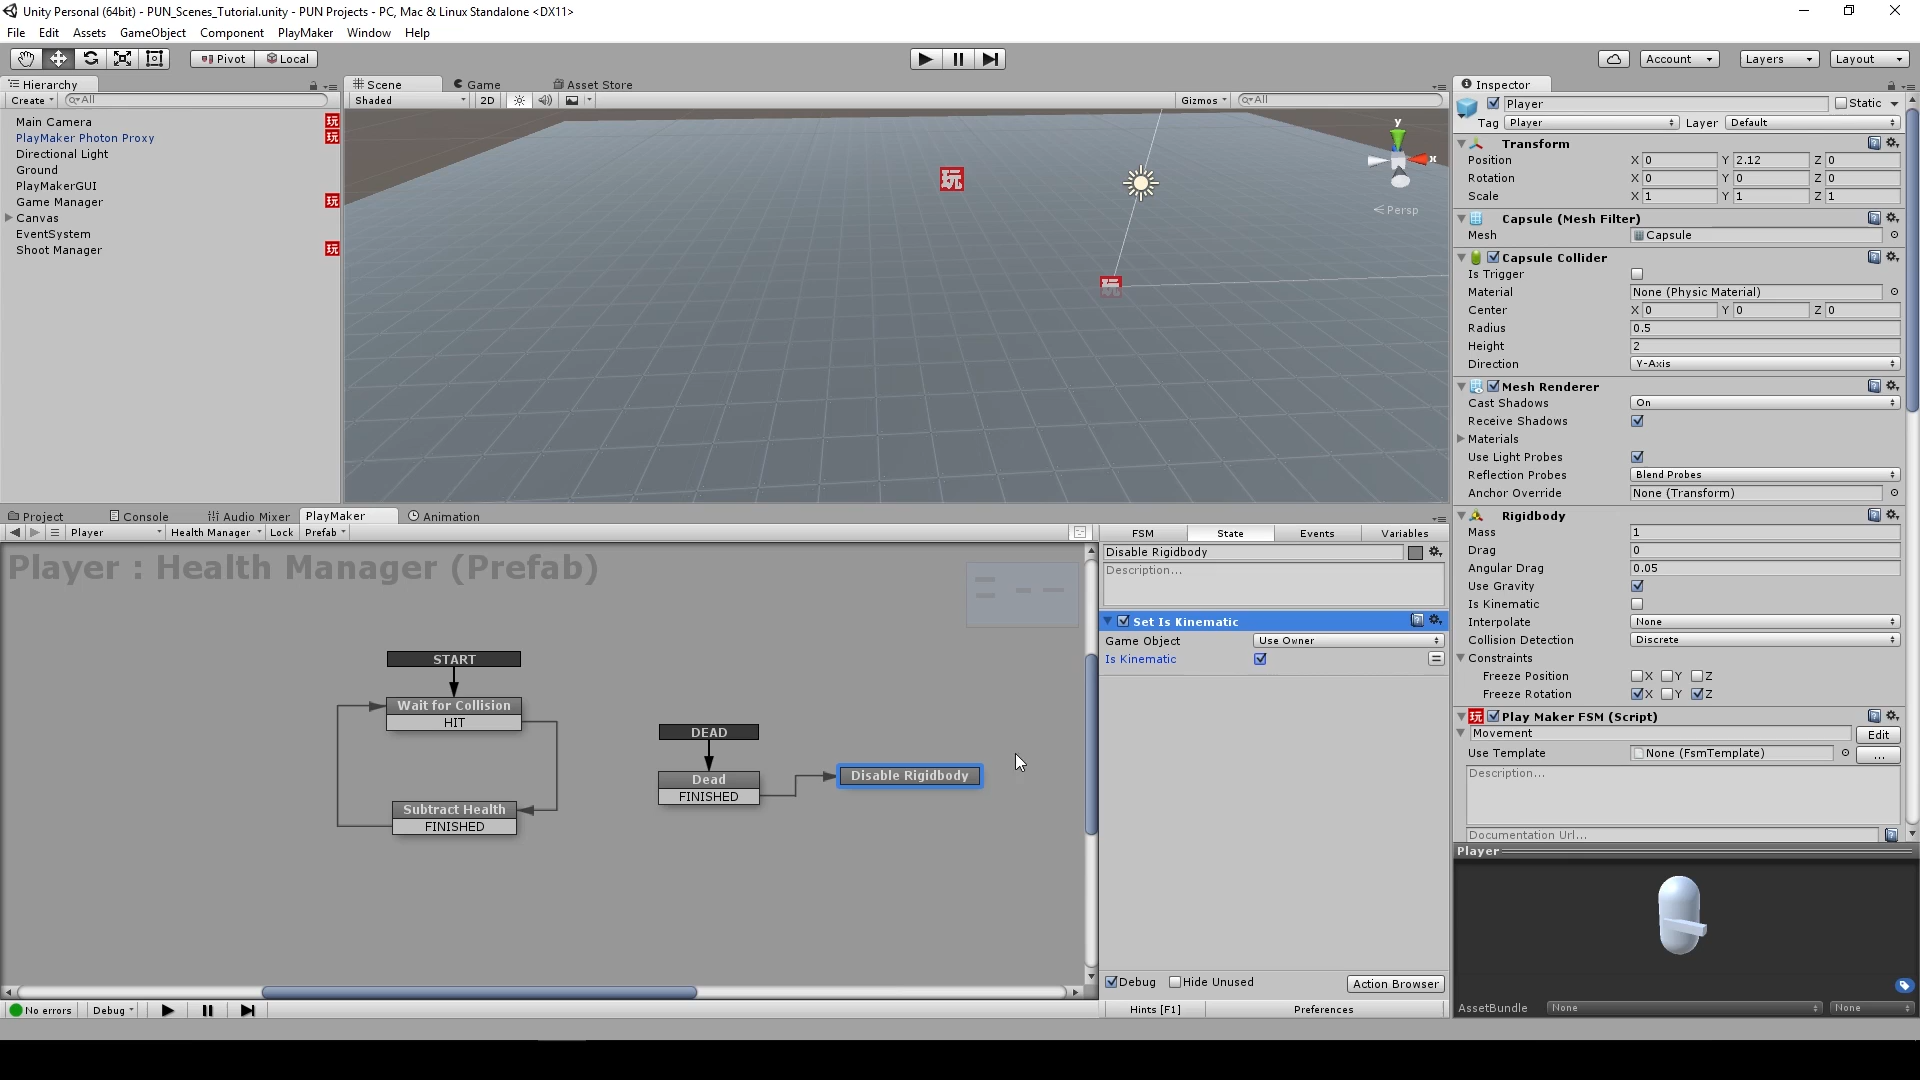 Unity Personal (64bit) - PUN_Scenes_Tutorial.unity - PUN Projects - PC, Mac & Linux Standalone <DX11>
File Edit Assets GameObject Component PlayMaker Window Help
Pivot Local Account Layers Layout
Hierarchy
Create All
Main Camera 玩
PlayMaker Photon Proxy 玩
Directional Light
Ground
PlayMakerGUI
Game Manager 玩
Canvas
EventSystem
Shoot Manager 玩
Scene Game Asset Store
Shaded 2D Gizmos All
玩
玩
y
x
Persp
Project Console Audio Mixer PlayMaker Animation
Player Health Manager Lock Prefab
Player : Health Manager (Prefab)
START
Wait for Collision
HIT
Subtract Health
FINISHED
DEAD
Dead
FINISHED
Disable Rigidbody
No errors Debug
FSM State Events Variables
Disable Rigidbody
Description...
Set Is Kinematic
Game Object Use Owner
Is Kinematic
Debug Hide Unused Action Browser
Hints [F1] Preferences
Inspector
Player Static
Tag Player Layer Default
Transform
Position X 0 Y 2.12 Z 0
Rotation X 0 Y 0 Z 0
Scale X 1 Y 1 Z 1
Capsule (Mesh Filter)
Mesh Capsule
Capsule Collider
Is Trigger
Material None (Physic Material)
Center X 0 Y 0 Z 0
Radius 0.5
Height 2
Direction Y-Axis
Mesh Renderer
Cast Shadows On
Receive Shadows
Materials
Use Light Probes
Reflection Probes Blend Probes
Anchor Override None (Transform)
Rigidbody
Mass 1
Drag 0
Angular Drag 0.05
Use Gravity
Is Kinematic
Interpolate None
Collision Detection Discrete
Constraints
Freeze Position X Y Z
Freeze Rotation X Y Z
玩 Play Maker FSM (Script)
Movement Edit
Use Template None (FsmTemplate) ...
Description...
Documentation Url...
Player
AssetBundle None None